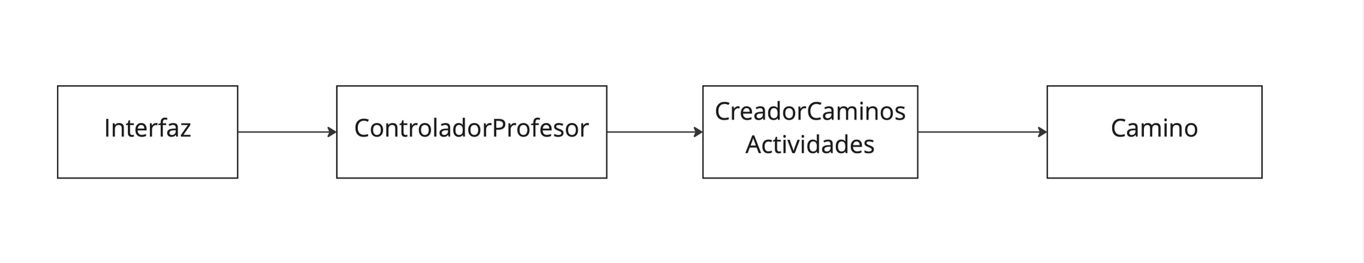 Interfaz
ControladorProfesor
CreadorCaminos
Actividades
Camino